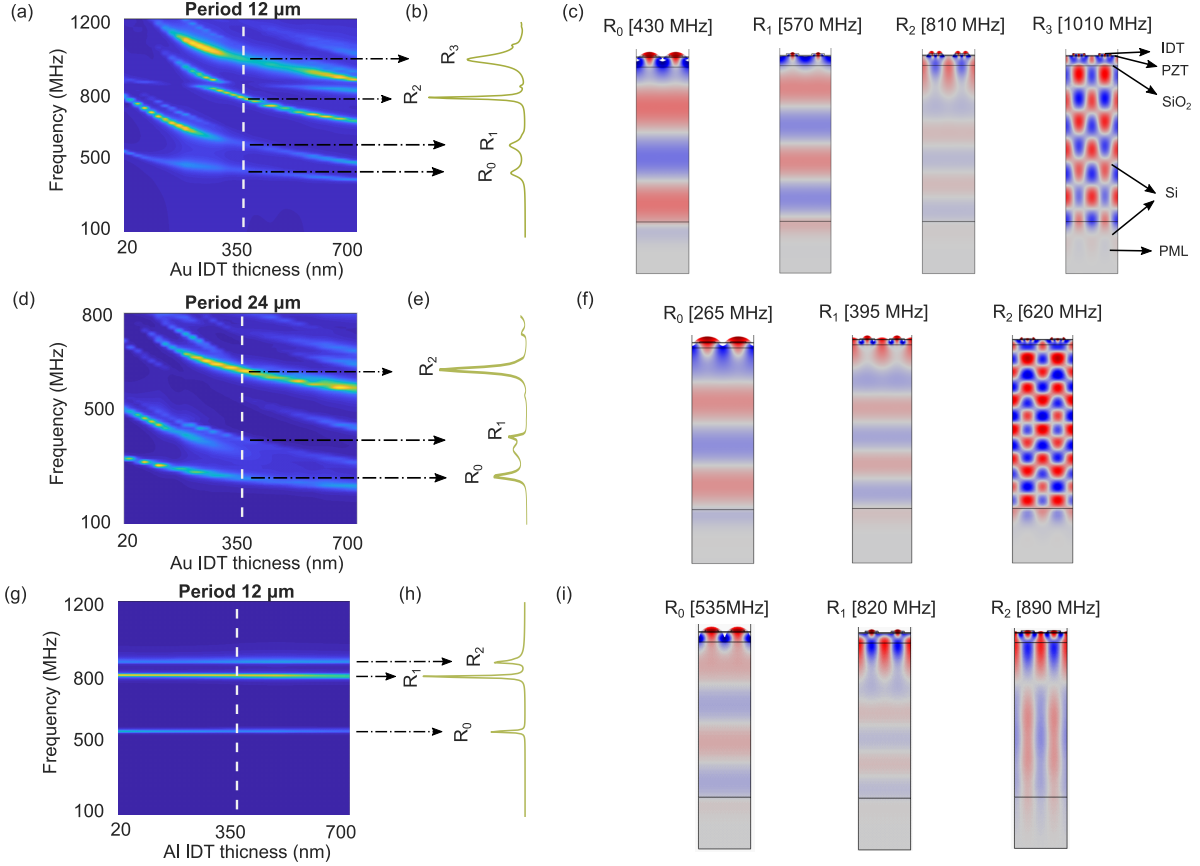 (a)
Period 12 µm
(b)
(c)
R0 [430 MHz]
R1 [570 MHz]
R2 [810 MHz]
R3 [1010 MHz]
Frequency (MHz)
1200
800
500
100
20
350
700
Au IDT thicness (nm)
R3
R2
R1
R0
IDT
PZT
SiO2
Si
PML
(d)
Period 24 µm
(e)
(f)
R0 [265 MHz]
R1 [395 MHz]
R2 [620 MHz]
Frequency (MHz)
800
500
100
20
350
700
Au IDT thicness (nm)
R2
R1
R0
(g)
Period 12 µm
(h)
(i)
R0 [535MHz]
R1 [820 MHz]
R2 [890 MHz]
Frequency (MHz)
1200
800
500
100
20
350
700
Al IDT thicness (nm)
R2
R1
R0